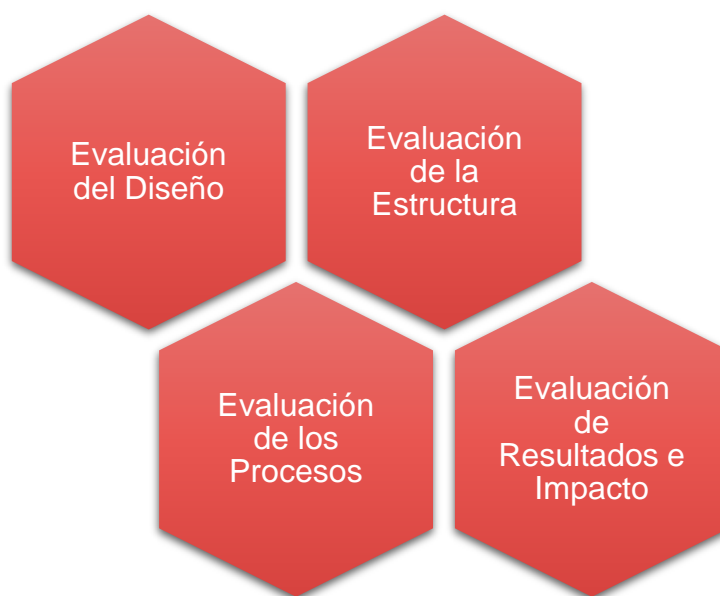 Evaluación
del Diseño
Evaluación
de la
Estructura
Evaluación
de los
Procesos
Evaluación
de
Resultados e
Impacto